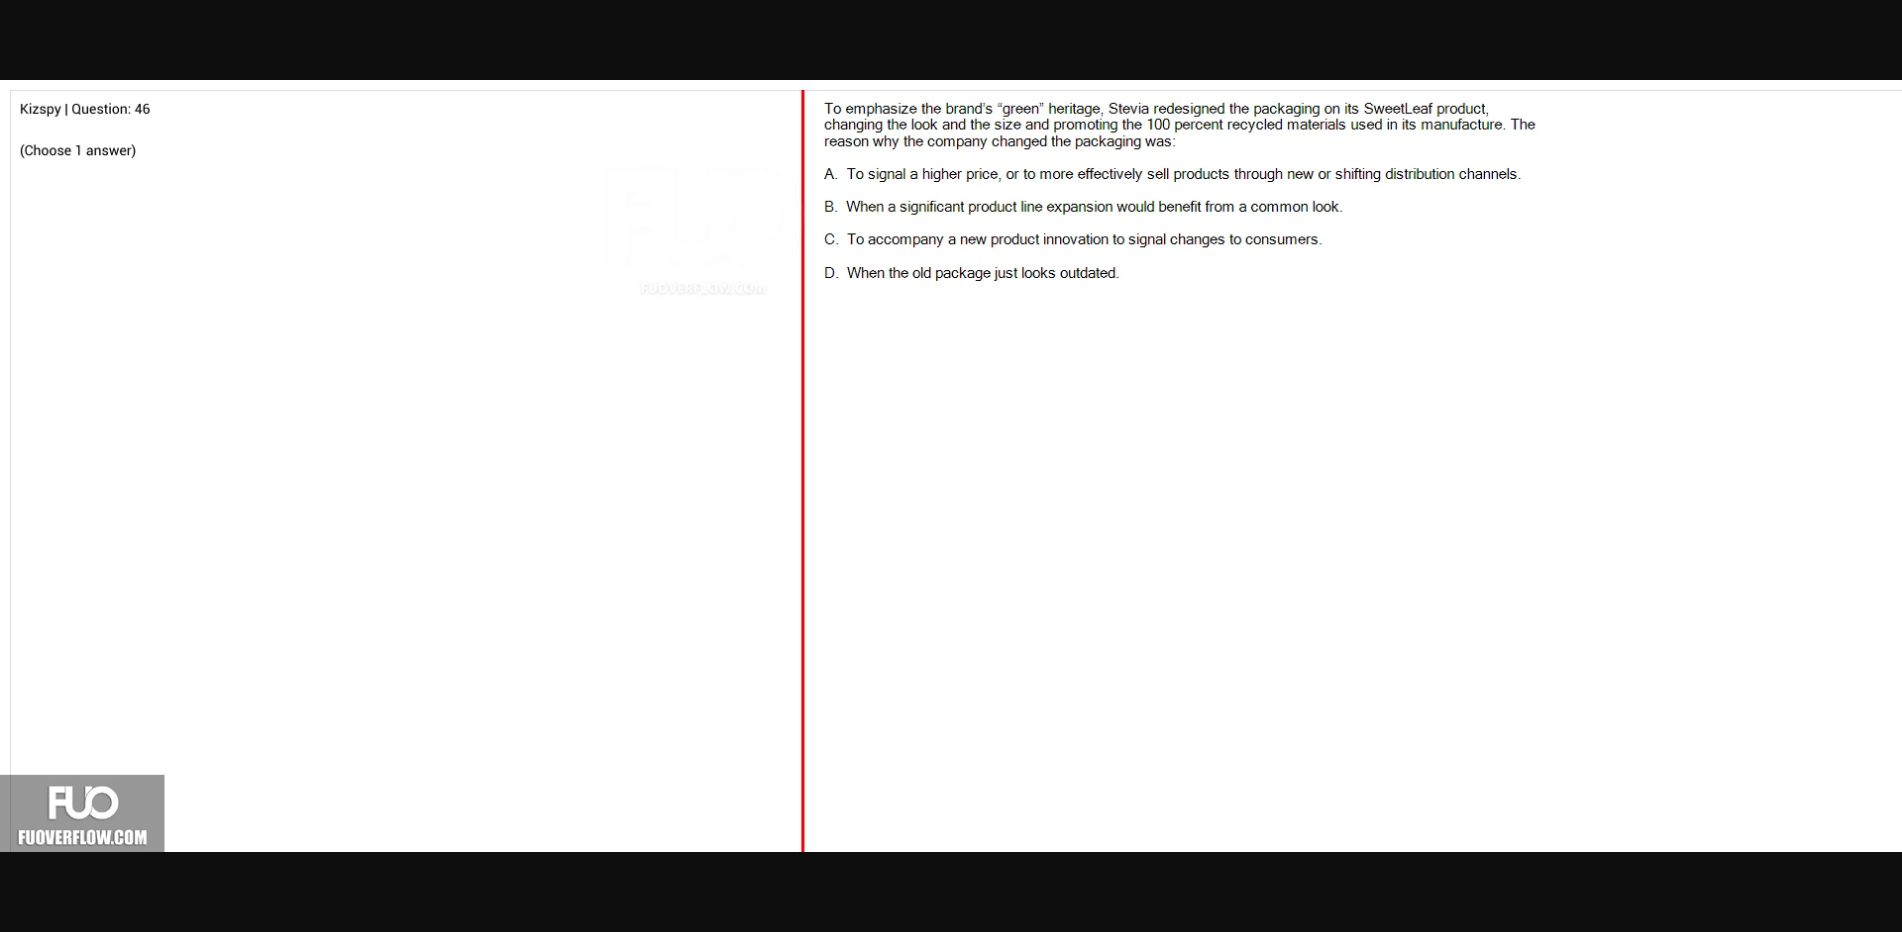 Kizspy | Question: 46
(Choose 1 answer)
To emphasize the brand's “green” heritage, Stevia redesigned the packaging on its SweetLeaf product,
changing the look and the size and promoting the 100 percent recycled materials used in its manufacture. The
reason why the company changed the packaging was:
A. To signal a higher price, or to more effectively sell products through new or shifting distribution channels.
B. When a significant product line expansion would benefit from a common look.
C. To accompany a new product innovation to signal changes to consumers.
D. When the old package just looks outdated.
FUO
FUOVERFLOW.COM
FUO
FUOVERFLOW.COM